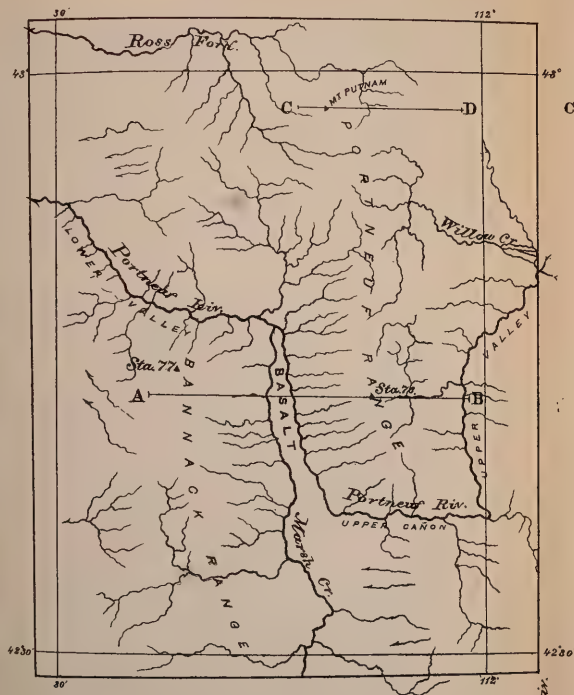 30'
112°
Ross Fork.
43°
43°
C
MT PUTNAM
D
C
PORTNEUF RANGE
Willow Cr.
LOWER VALLEY
Portneuf Riv.
UPPER VALLEY
Sta. 77
BASALT
Sta. 78.
A
B
BANNACK RANGE
Portneuf Riv.
UPPER CAÑON
Marsh Cr.
42°30
42°30
30'
112°